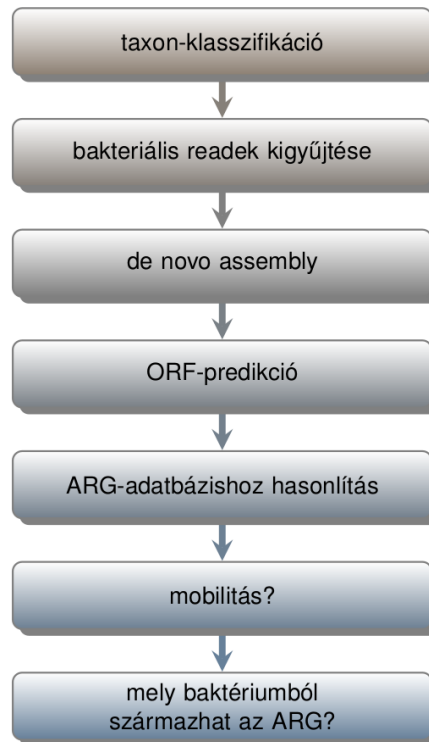 taxon-klasszifikáció
bakteriális readek kigyűjtése
de novo assembly
ORF-predikció
ARG-adatbázishoz hasonlítás
mobilitás?
mely baktériumból
származhat az ARG?